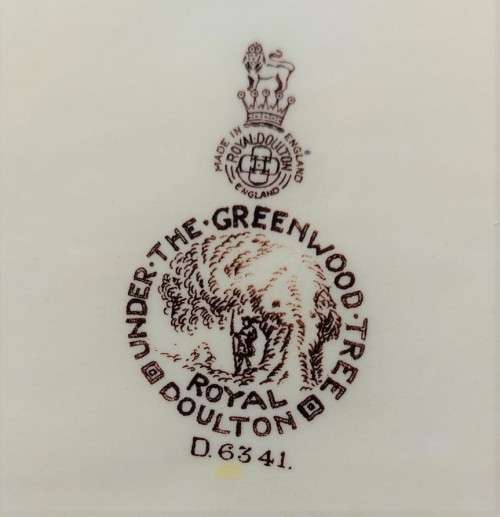 MADE IN ENGLAND
ROYAL DOULTON
ENGLAND
UNDER·THE·GREENWOOD·TREE
ROYAL
DOULTON
D.6341.